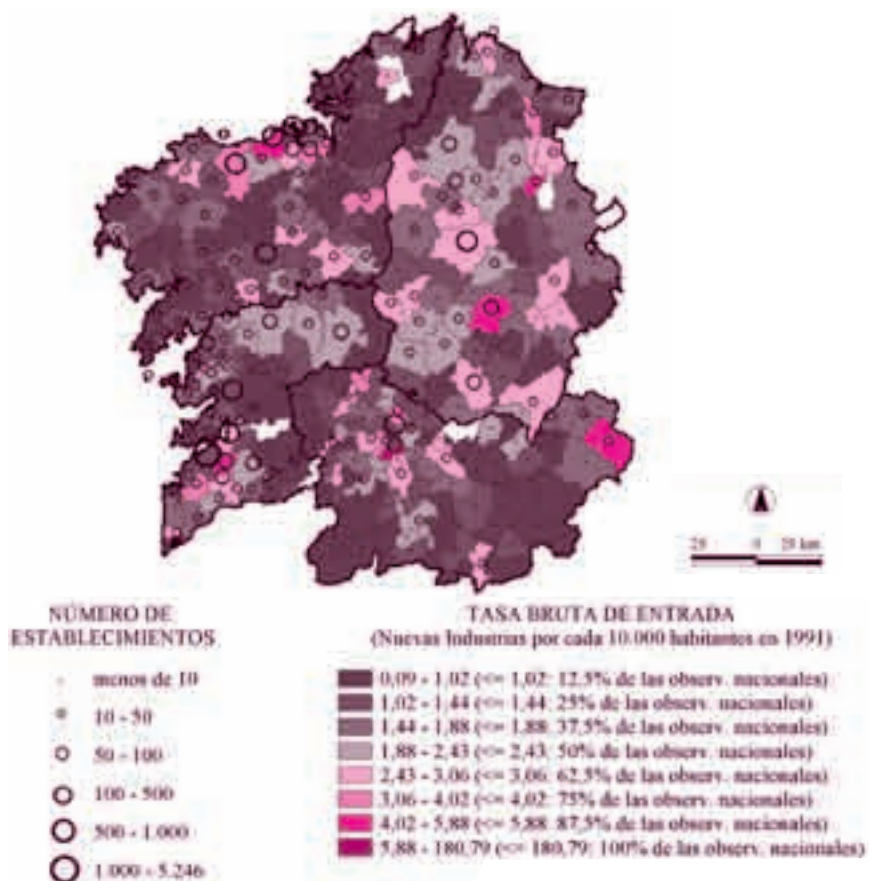 29 0 29 km
NÚMERO DE
ESTABLECIMIENTOS
menos de 10
10 - 50
50 - 100
100 - 500
500 - 1.000
1.000 - 5.246
TASA BRUTA DE ENTRADA
(Nuevas Industrias por cada 10.000 habitantes en 1991)
0,09 - 1,02 (<= 1,02: 12,5% de las observ. nacionales)
1,02 - 1,44 (<= 1,44: 25% de las observ. nacionales)
1,44 - 1,88 (<= 1,88: 37,5% de las observ. nacionales)
1,88 - 2,43 (<= 2,43: 50% de las observ. nacionales)
2,43 - 3,06 (<= 3,06: 62,5% de las observ. nacionales)
3,06 - 4,02 (<= 4,02: 75% de las observ. nacionales)
4,02 - 5,88 (<= 5,88: 87,5% de las observ. nacionales)
5,88 - 180,79 (<= 180,79: 100% de las observ. nacionales)